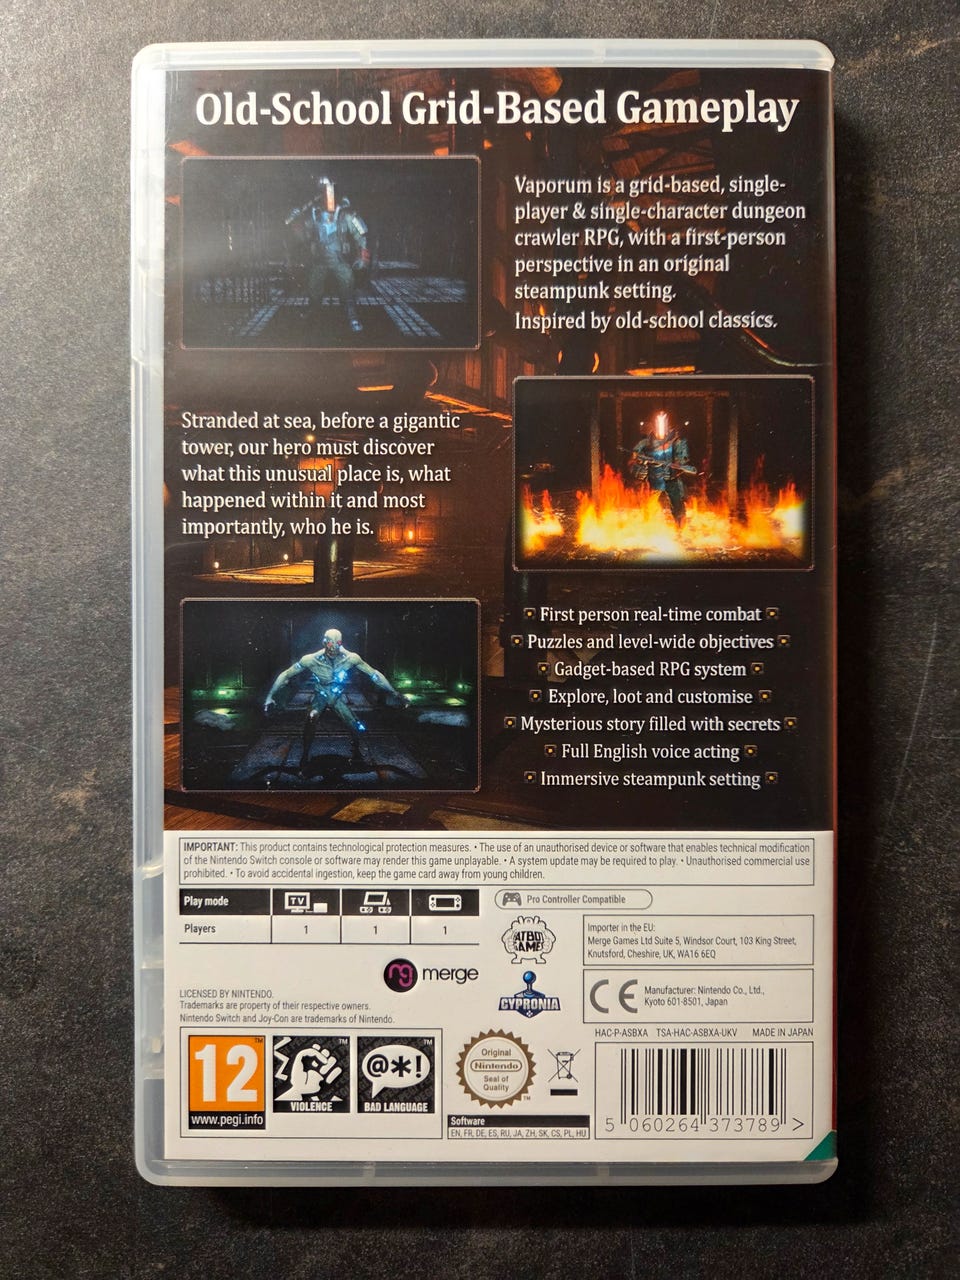 Old-School Grid-Based Gameplay
Vaporum is a grid-based, single-
player & single-character dungeon
crawler RPG, with a first-person
perspective in an original
steampunk setting.
Inspired by old-school classics.
Stranded at sea, before a gigantic
tower, our hero must discover
what this unusual place is, what
happened within it and most
importantly, who he is.
First person real-time combat
Puzzles and level-wide objectives
Gadget-based RPG system
Explore, loot and customise
Mysterious story filled with secrets
Full English voice acting
Immersive steampunk setting
IMPORTANT: This product contains technological protection measures. • The use of an unauthorised device or software that enables technical modification
of the Nintendo Switch console or software may render this game unplayable. • A system update may be required to play. • Unauthorised commercial use
prohibited. • To avoid accidental ingestion, keep the game card away from young children.
Play mode TV
Players 1 1 1
Pro Controller Compatible
Importer in the EU:
Merge Games Ltd Suite 5, Windsor Court, 103 King Street,
Knutsford, Cheshire, UK, WA16 6EQ
merge
CYPRONIA
CE
Manufacturer: Nintendo Co., Ltd.,
Kyoto 601-8501, Japan
LICENSED BY NINTENDO.
Trademarks are property of their respective owners.
Nintendo Switch and Joy-Con are trademarks of Nintendo.
HAC-P-ASBXA TSA-HAC-ASBXA-UKV MADE IN JAPAN
12 ™
www.pegi.info
™
VIOLENCE
@*! ™
BAD LANGUAGE
Original
Nintendo
Seal of
Quality
™
Software
EN, FR, DE, ES, RU, JA, ZH, SK, CS, PL, HU
5 060264 373789 >